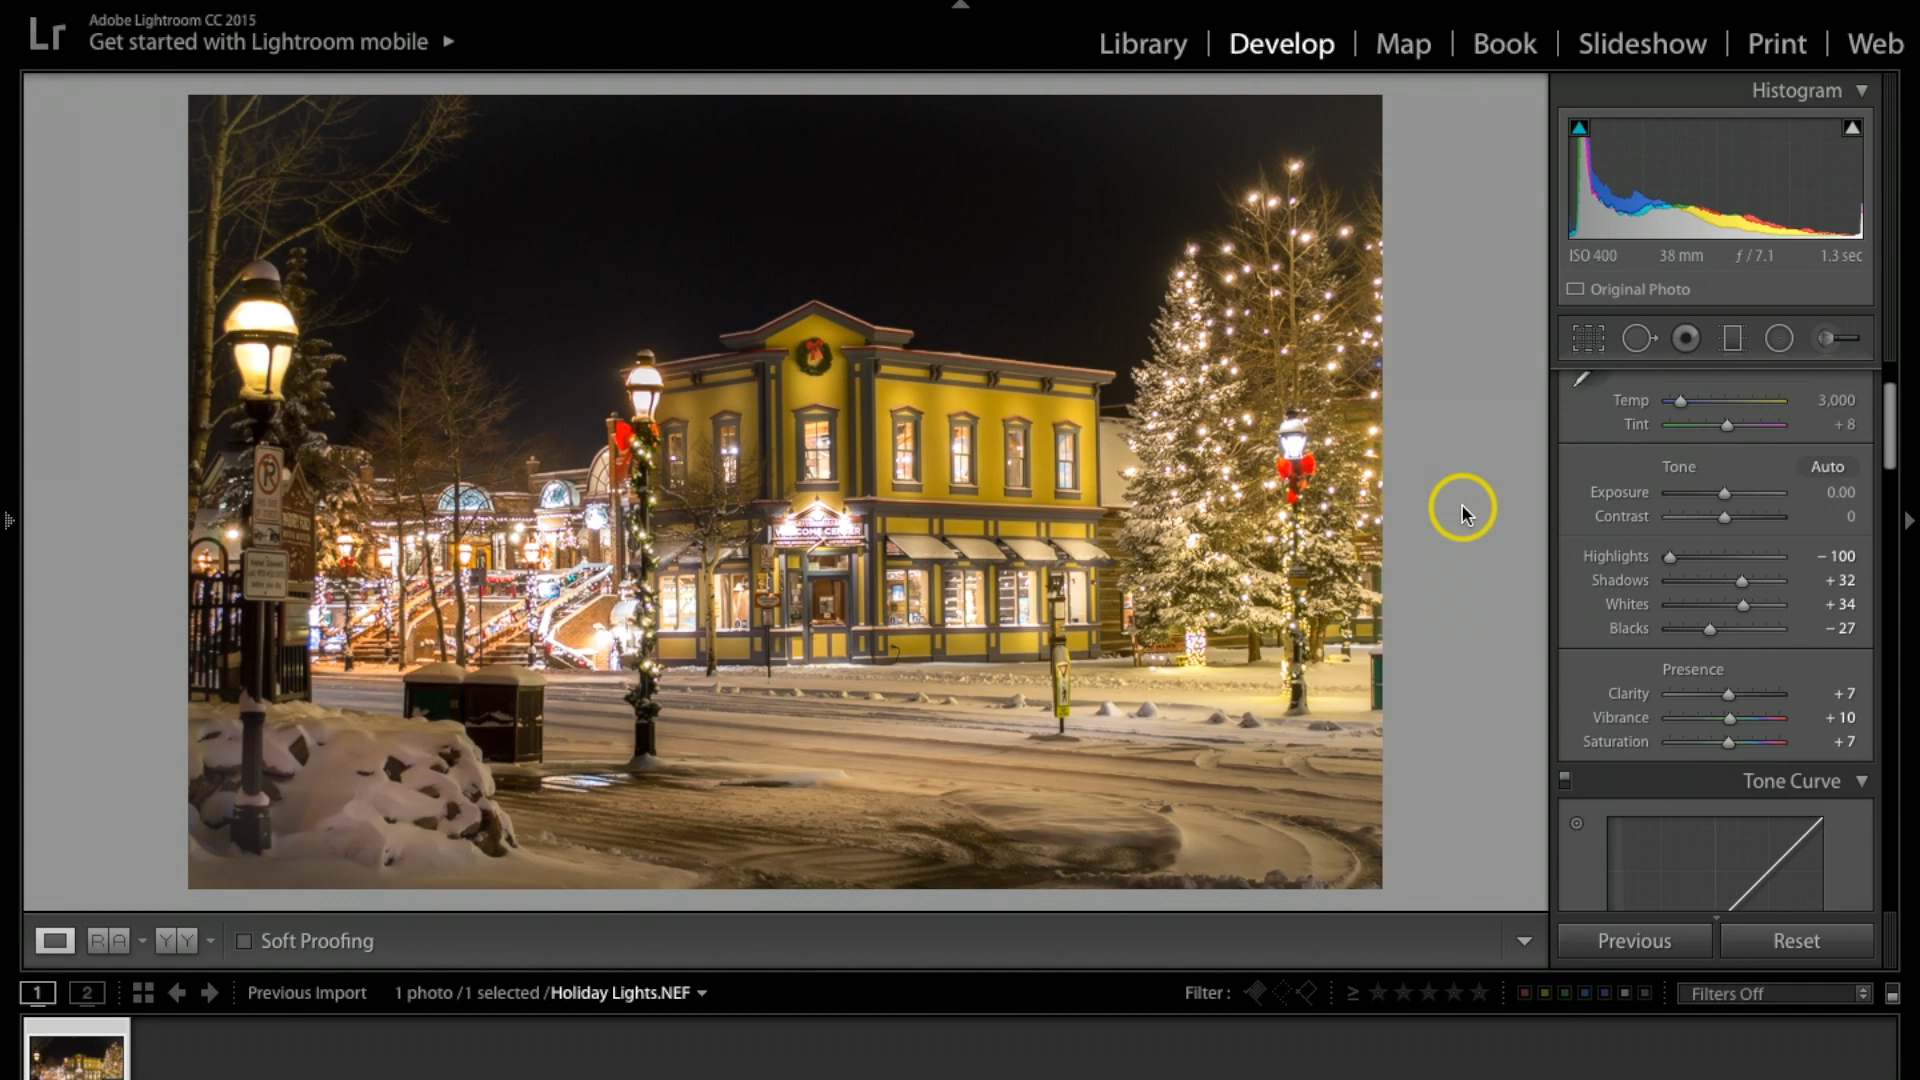 Lr
Adobe Lightroom CC 2015
Get started with Lightroom mobile
Library | Develop | Map | Book | Slideshow | Print | Web
Histogram
ISO 400 38 mm ƒ / 7.1 1.3 sec
Original Photo
Temp 3,000
Tint + 8
Tone Auto
Exposure 0.00
Contrast 0
Highlights – 100
Shadows + 32
Whites + 34
Blacks – 27
Presence
Clarity + 7
Vibrance + 10
Saturation + 7
Tone Curve
WELCOME CENTER
R A Y Y Soft Proofing
Previous Reset
1 2 Previous Import 1 photo / 1 selected / Holiday Lights.NEF Filter : ≥ Filters Off